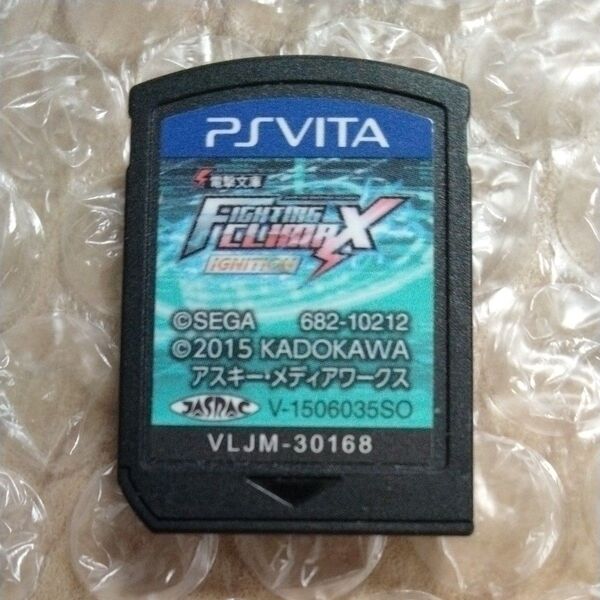 PSVITA
電撃文庫
FIGHTING
CLIMAX
IGNITION
©SEGA 682-10212
©2015 KADOKAWA
アスキー・メディアワークス
JASRAC V-1506035SO
VLJM-30168